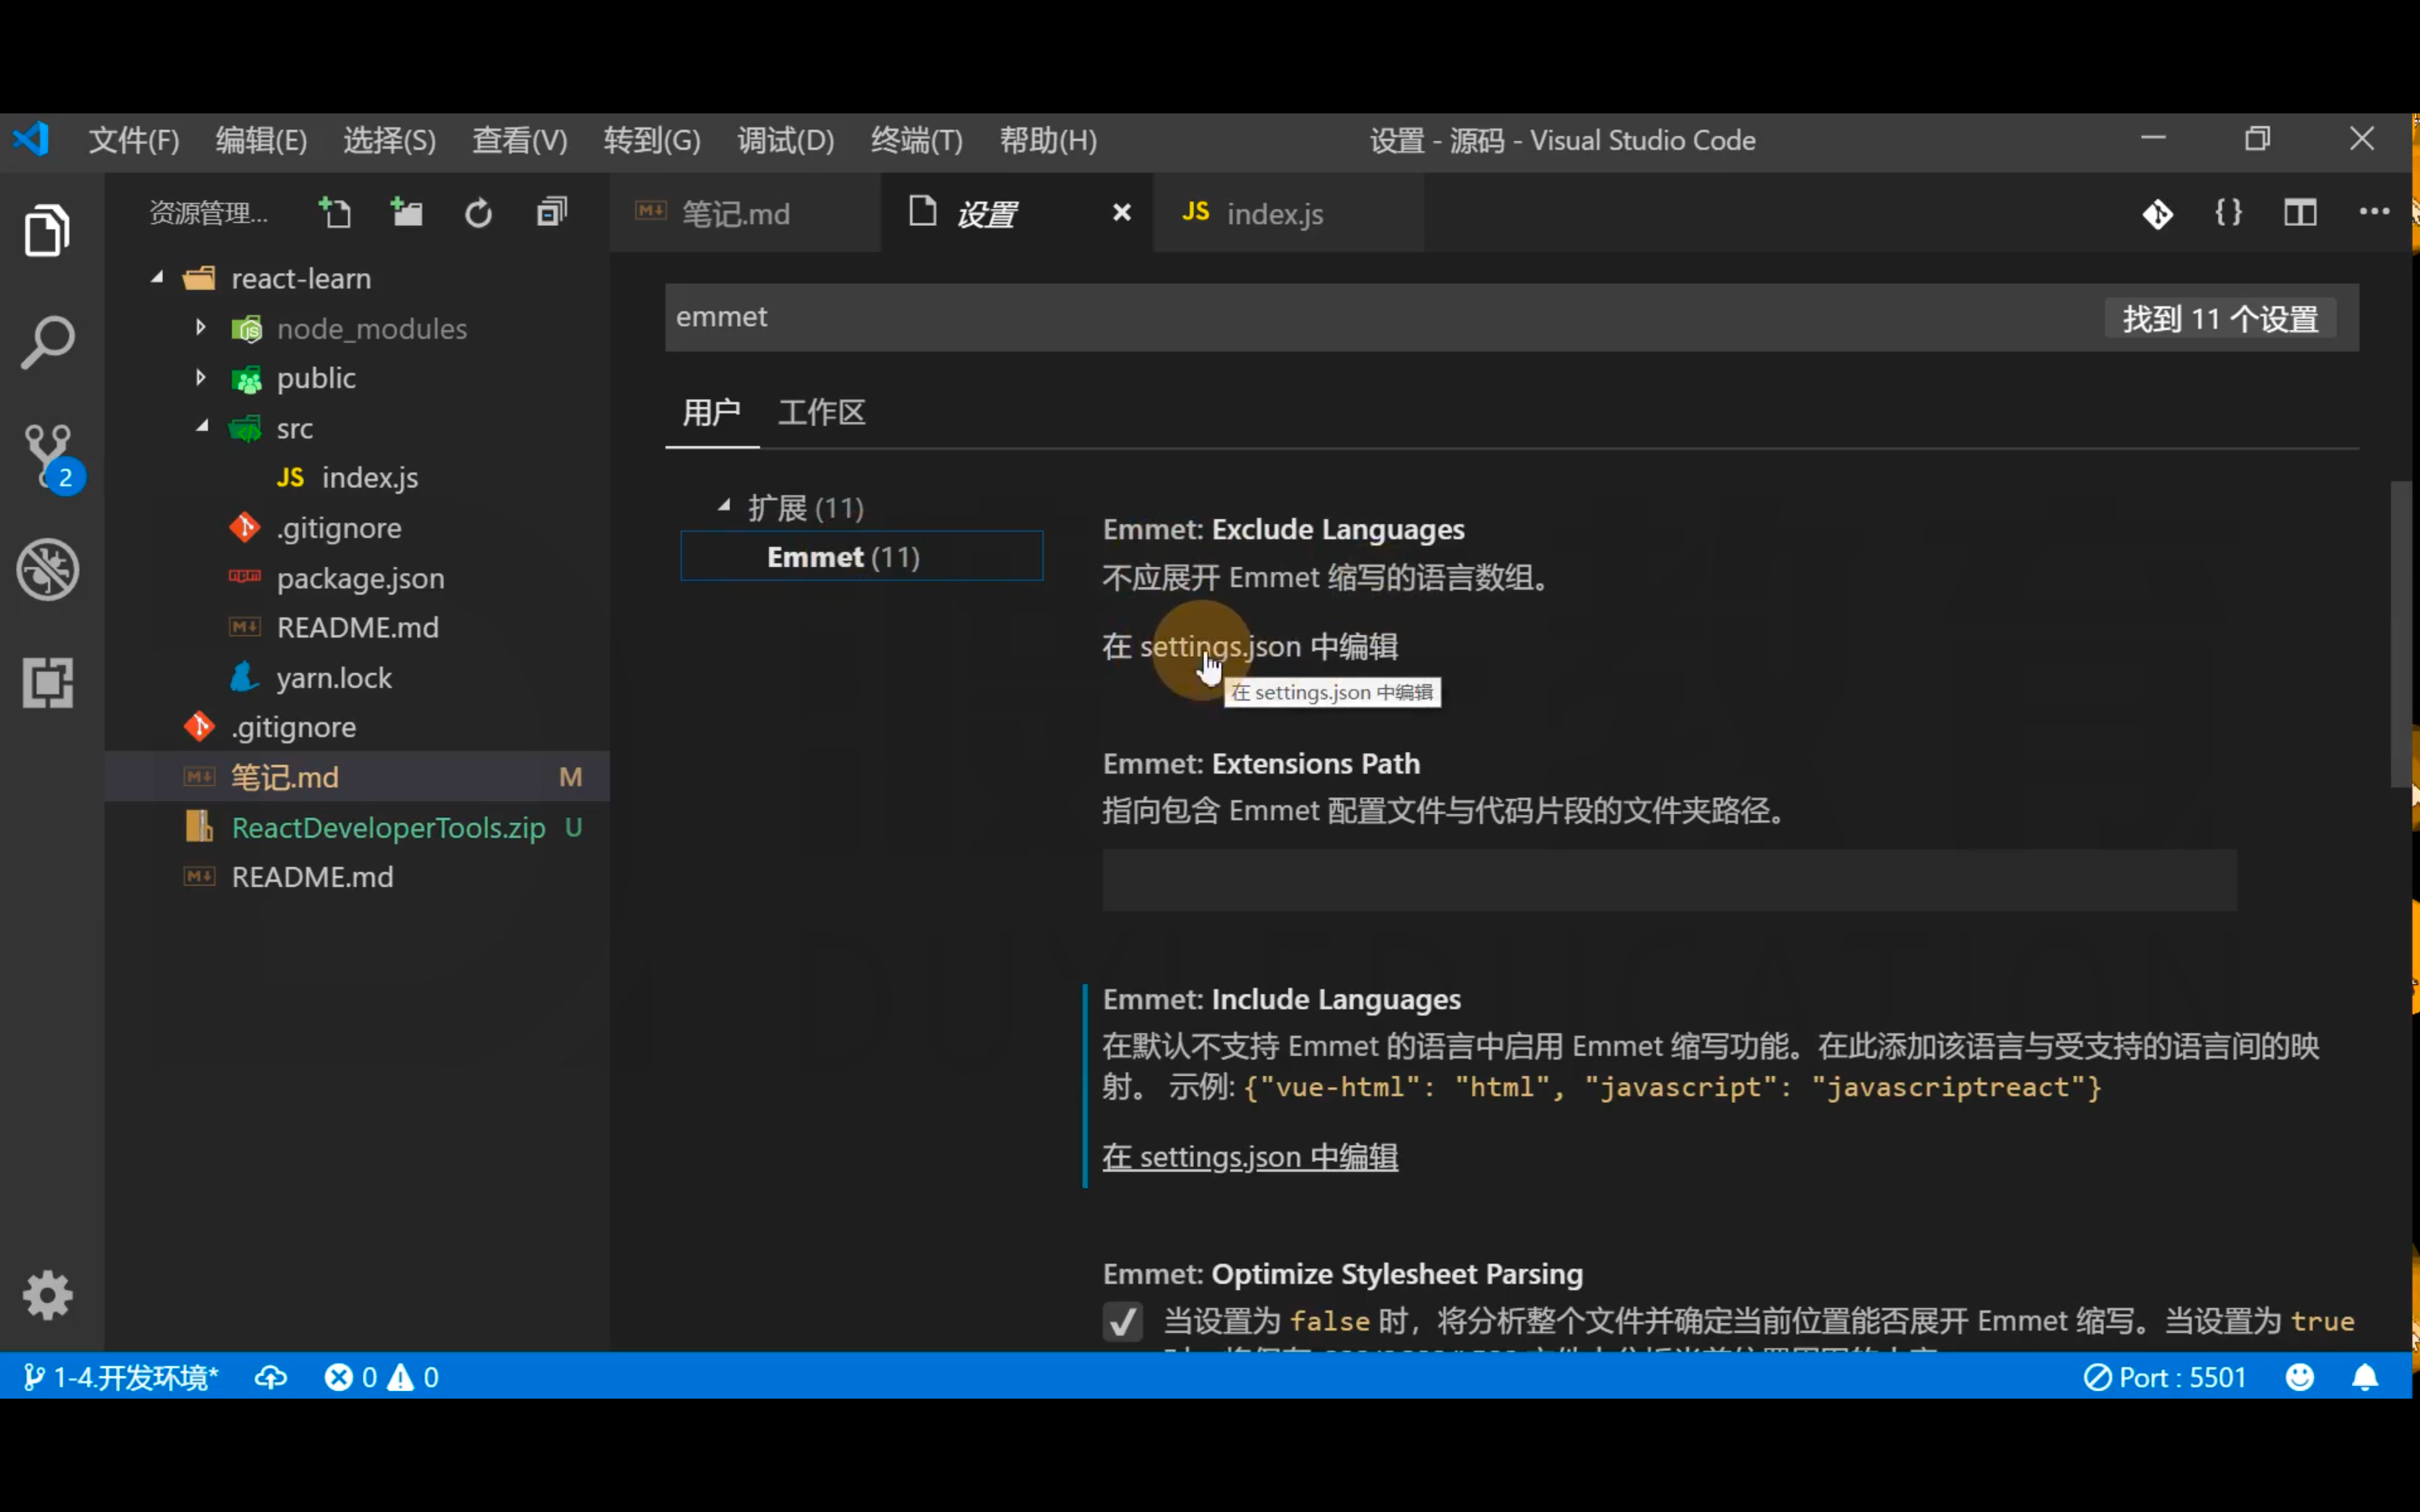 文件(F) 编辑(E) 选择(S) 查看(V) 转到(G) 调试(D) 终端(T) 帮助(H) 设置 - 源码 - Visual Studio Code
资源管理...
笔记.md 设置 JS index.js
react-learn
node_modules
public
src
JS index.js
.gitignore
package.json
README.md
yarn.lock
.gitignore
笔记.md M
ReactDeveloperTools.zip U
README.md
2
emmet 找到 11 个设置
用户 工作区
扩展 (11)
Emmet (11)
Emmet: Exclude Languages
不应展开 Emmet 缩写的语言数组。
在 settings.json 中编辑
在 settings.json 中编辑
Emmet: Extensions Path
指向包含 Emmet 配置文件与代码片段的文件夹路径。
Emmet: Include Languages
在默认不支持 Emmet 的语言中启用 Emmet 缩写功能。在此添加该语言与受支持的语言间的映
射。 示例: {"vue-html": "html", "javascript": "javascriptreact"}
在 settings.json 中编辑
Emmet: Optimize Stylesheet Parsing
当设置为 false 时，将分析整个文件并确定当前位置能否展开 Emmet 缩写。当设置为 true
1-4.开发环境* 0 0 Port : 5501